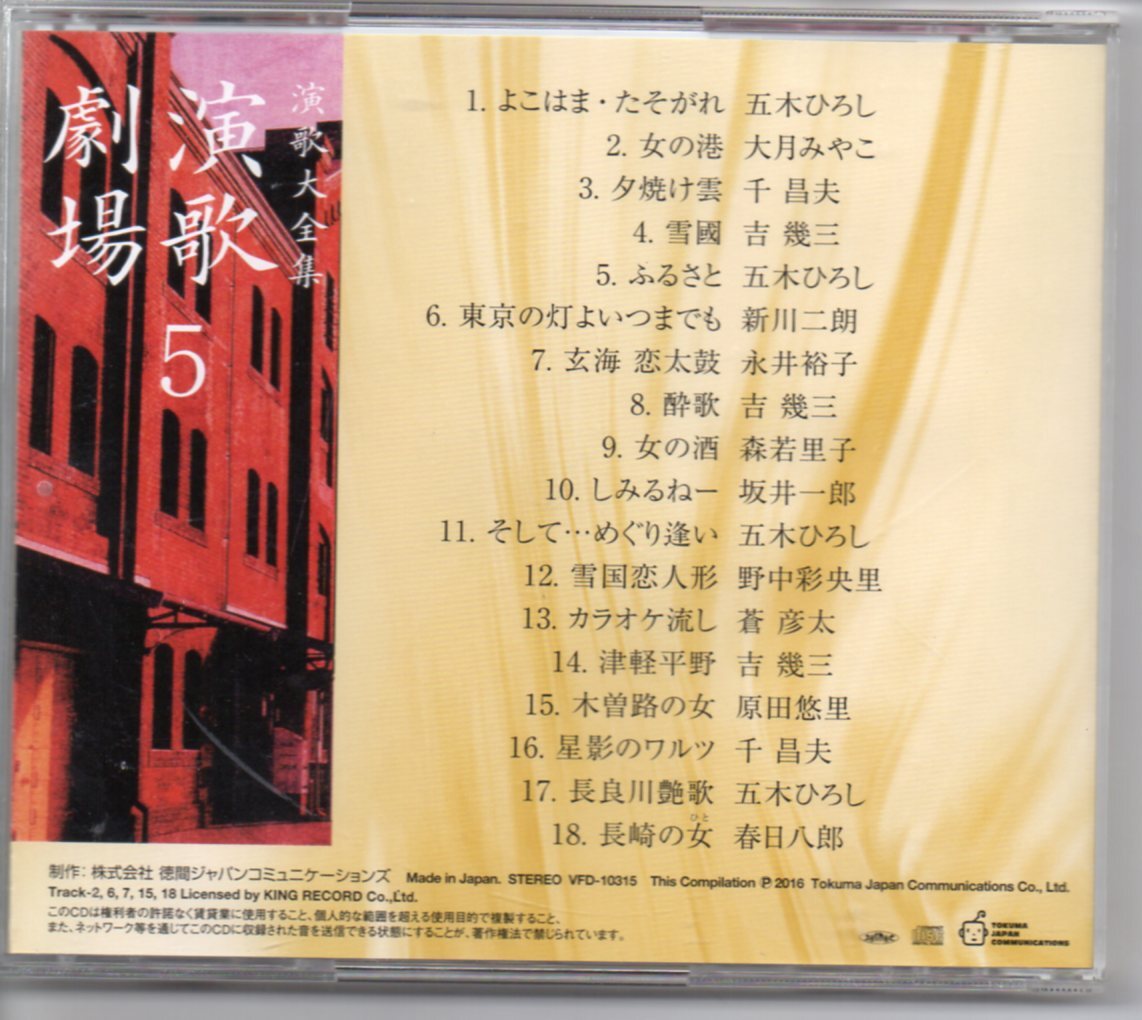 演歌大全集
演歌
劇場
5
1. よこはま・たそがれ 五木ひろし
2. 女の港 大月みやこ
3. 夕焼け雲 千 昌夫
4. 雪國 吉 幾三
5. ふるさと 五木ひろし
6. 東京の灯よいつまでも 新川二朗
7. 玄海 恋太鼓 永井裕子
8. 酔歌 吉 幾三
9. 女の酒 森若里子
10. しみるねー 坂井一郎
11. そして…めぐり逢い 五木ひろし
12. 雪国恋人形 野中彩央里
13. カラオケ流し 蒼 彦太
14. 津軽平野 吉 幾三
15. 木曽路の女 原田悠里
16. 星影のワルツ 千 昌夫
17. 長良川艶歌 五木ひろし
ひと
18. 長崎の女 春日八郎
制作: 株式会社 徳間ジャパンコミュニケーションズ Made in Japan. STEREO VFD-10315 This Compilation Ⓟ 2016 Tokuma Japan Communications Co., Ltd.
Track-2, 6, 7, 15, 18 Licensed by KING RECORD Co.,Ltd.
このCDは権利者の許諾なく賃貸業に使用すること、個人的な範囲を超える使用目的で複製すること、
また、ネットワーク等を通じてこのCDに収録された音を送信できる状態にすることが、著作権法で禁じられています。
TOKUMA
JAPAN
COMMUNICATIONS